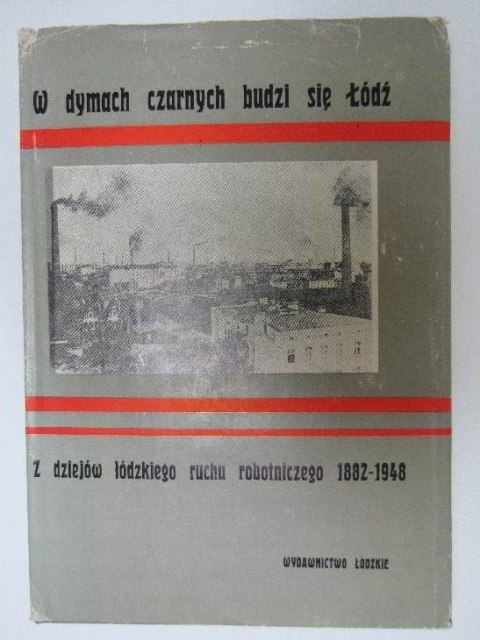 W dymach czarnych budzi się Łódź
Z dziejów łódzkiego ruchu robotniczego 1882-1948
WYDAWNICTWO ŁÓDZKIE